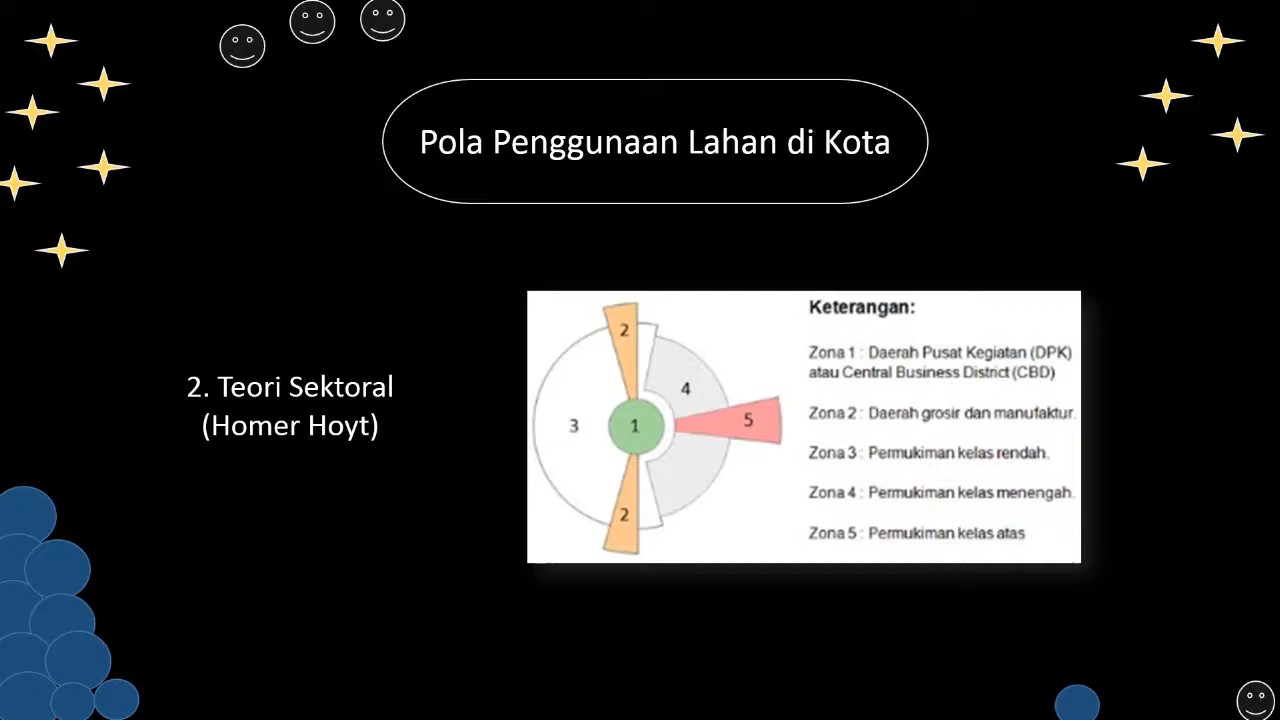 Pola Penggunaan Lahan di Kota
2. Teori Sektoral
(Homer Hoyt)
2
4
3
1
5
2
Keterangan:
Zona 1 : Daerah Pusat Kegiatan (DPK)
atau Central Business District (CBD)
Zona 2 : Daerah grosir dan manufaktur.
Zona 3 : Permukiman kelas rendah.
Zona 4 : Permukiman kelas menengah.
Zona 5 : Permukiman kelas atas